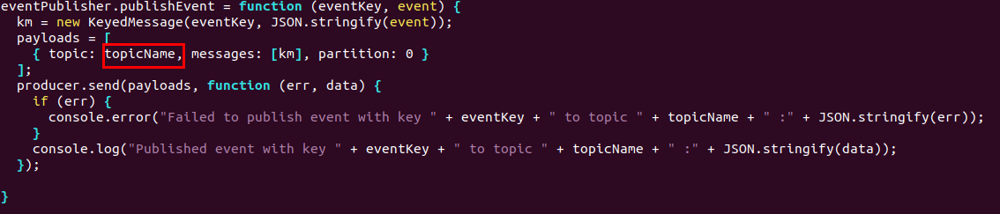 eventPublisher.publishEvent = function (eventKey, event) {
  km = new KeyedMessage(eventKey, JSON.stringify(event));
  payloads = [
    { topic: topicName, messages: [km], partition: 0 }
  ];
  producer.send(payloads, function (err, data) {
    if (err) {
      console.error("Failed to publish event with key " + eventKey + " to topic " + topicName + " :" + JSON.stringify(err));
    }
    console.log("Published event with key " + eventKey + " to topic " + topicName + " :" + JSON.stringify(data));
  });

}